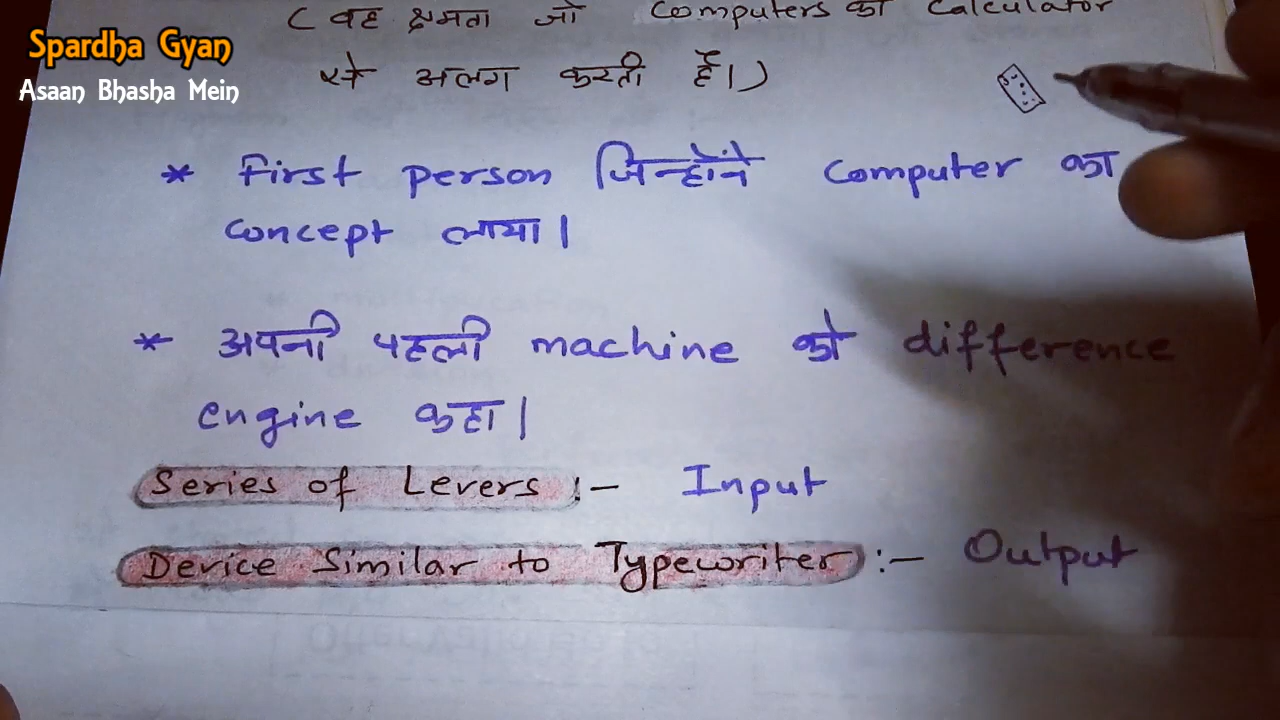 ( वह क्षमता जो Computers को Calculator
से अलग करती है।)
Spardha Gyan
Asaan Bhasha Mein
* First person जिन्होंने Computer का
concept लाया।
* अपनी पहली machine को difference
engine कहा।
Series of Levers :- Input
Device Similar to Typewriter :- Output